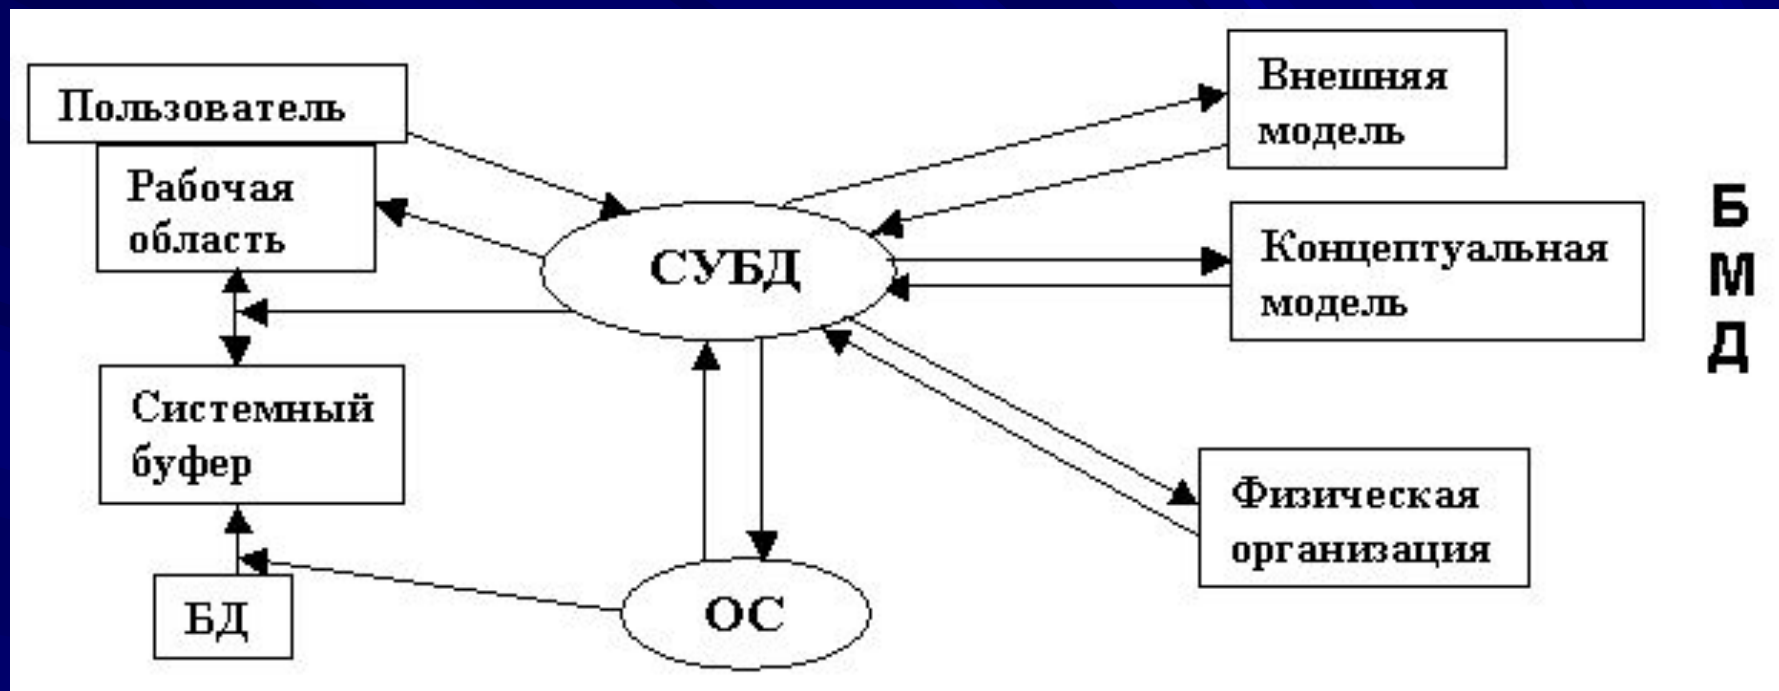 Пользователь
Рабочая
область
Системный
буфер
БД
СУБД
ОС
Внешняя
модель
Концептуальная
модель
Физическая
организация
Б
М
Д